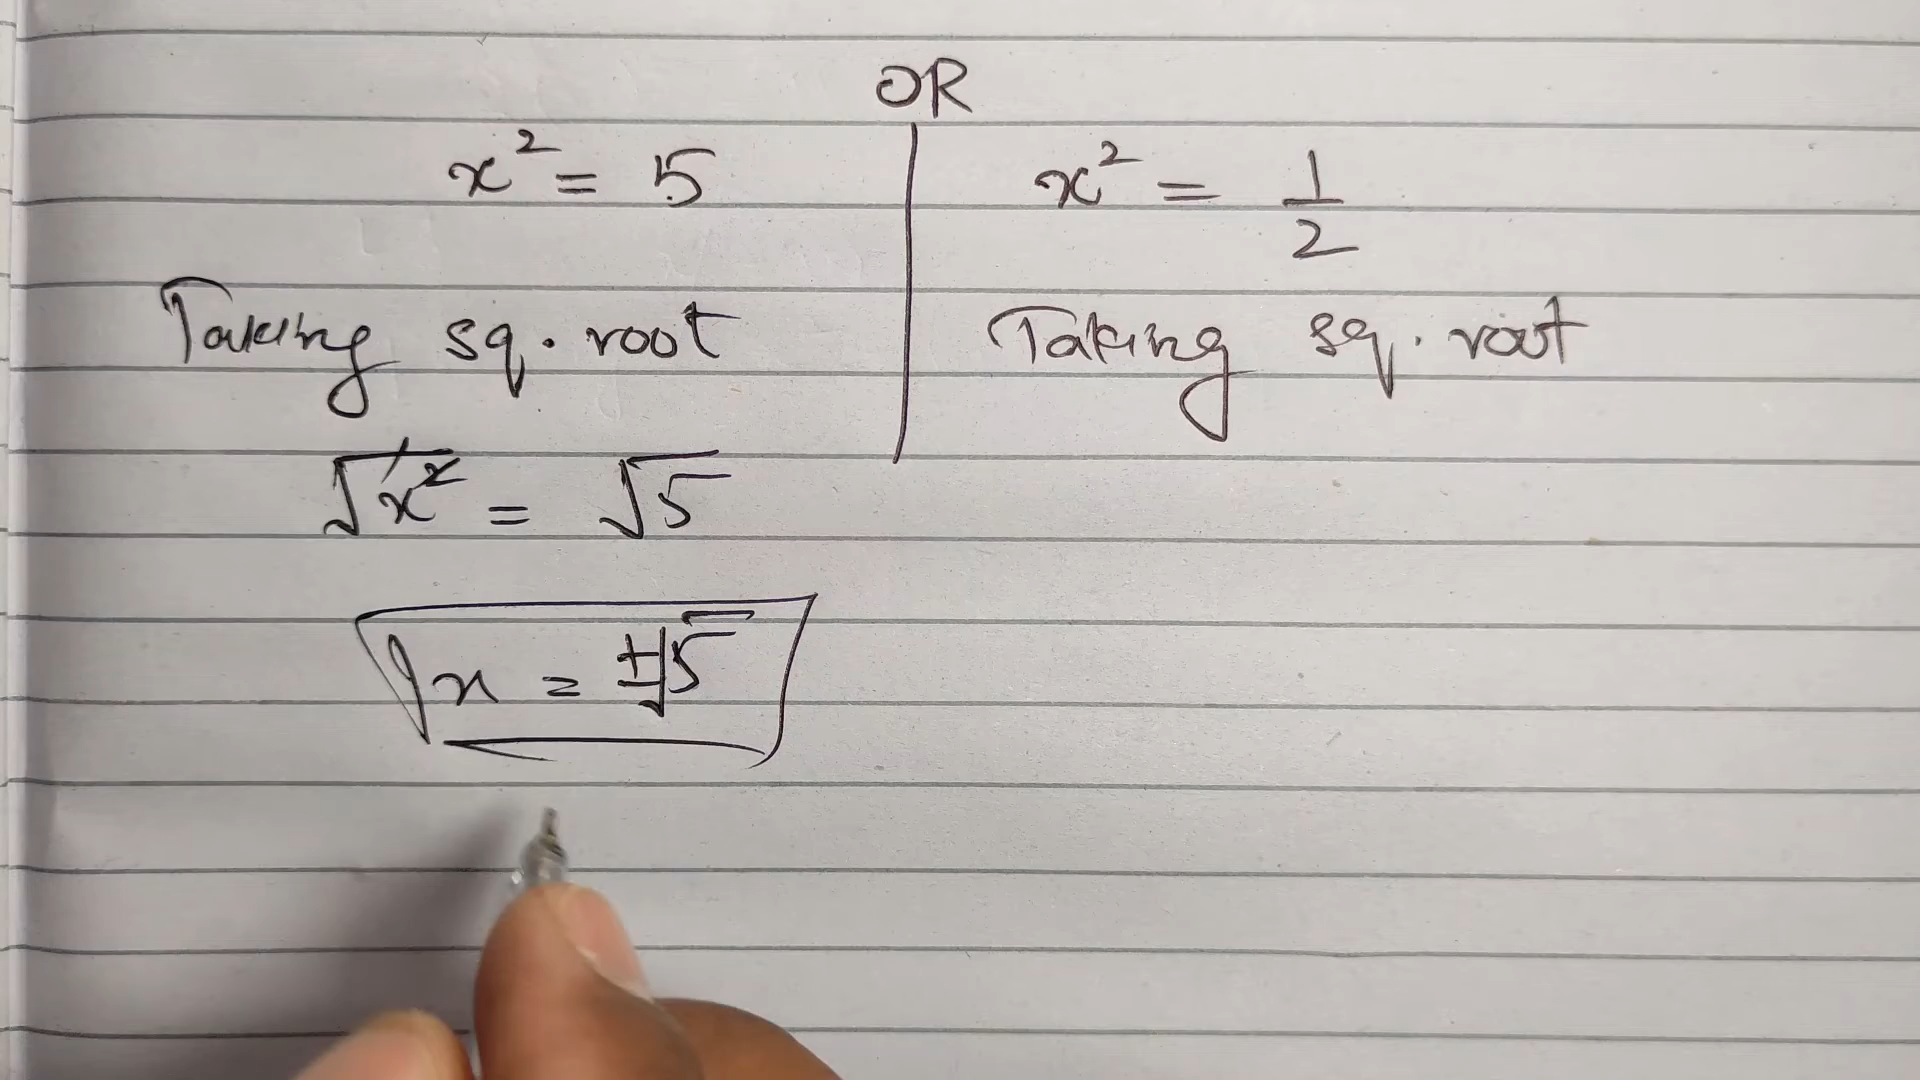 OR
x² = 5
Taking sq. root
√x² = √5
x = ±√5
x² = 1/2
Taking sq. root